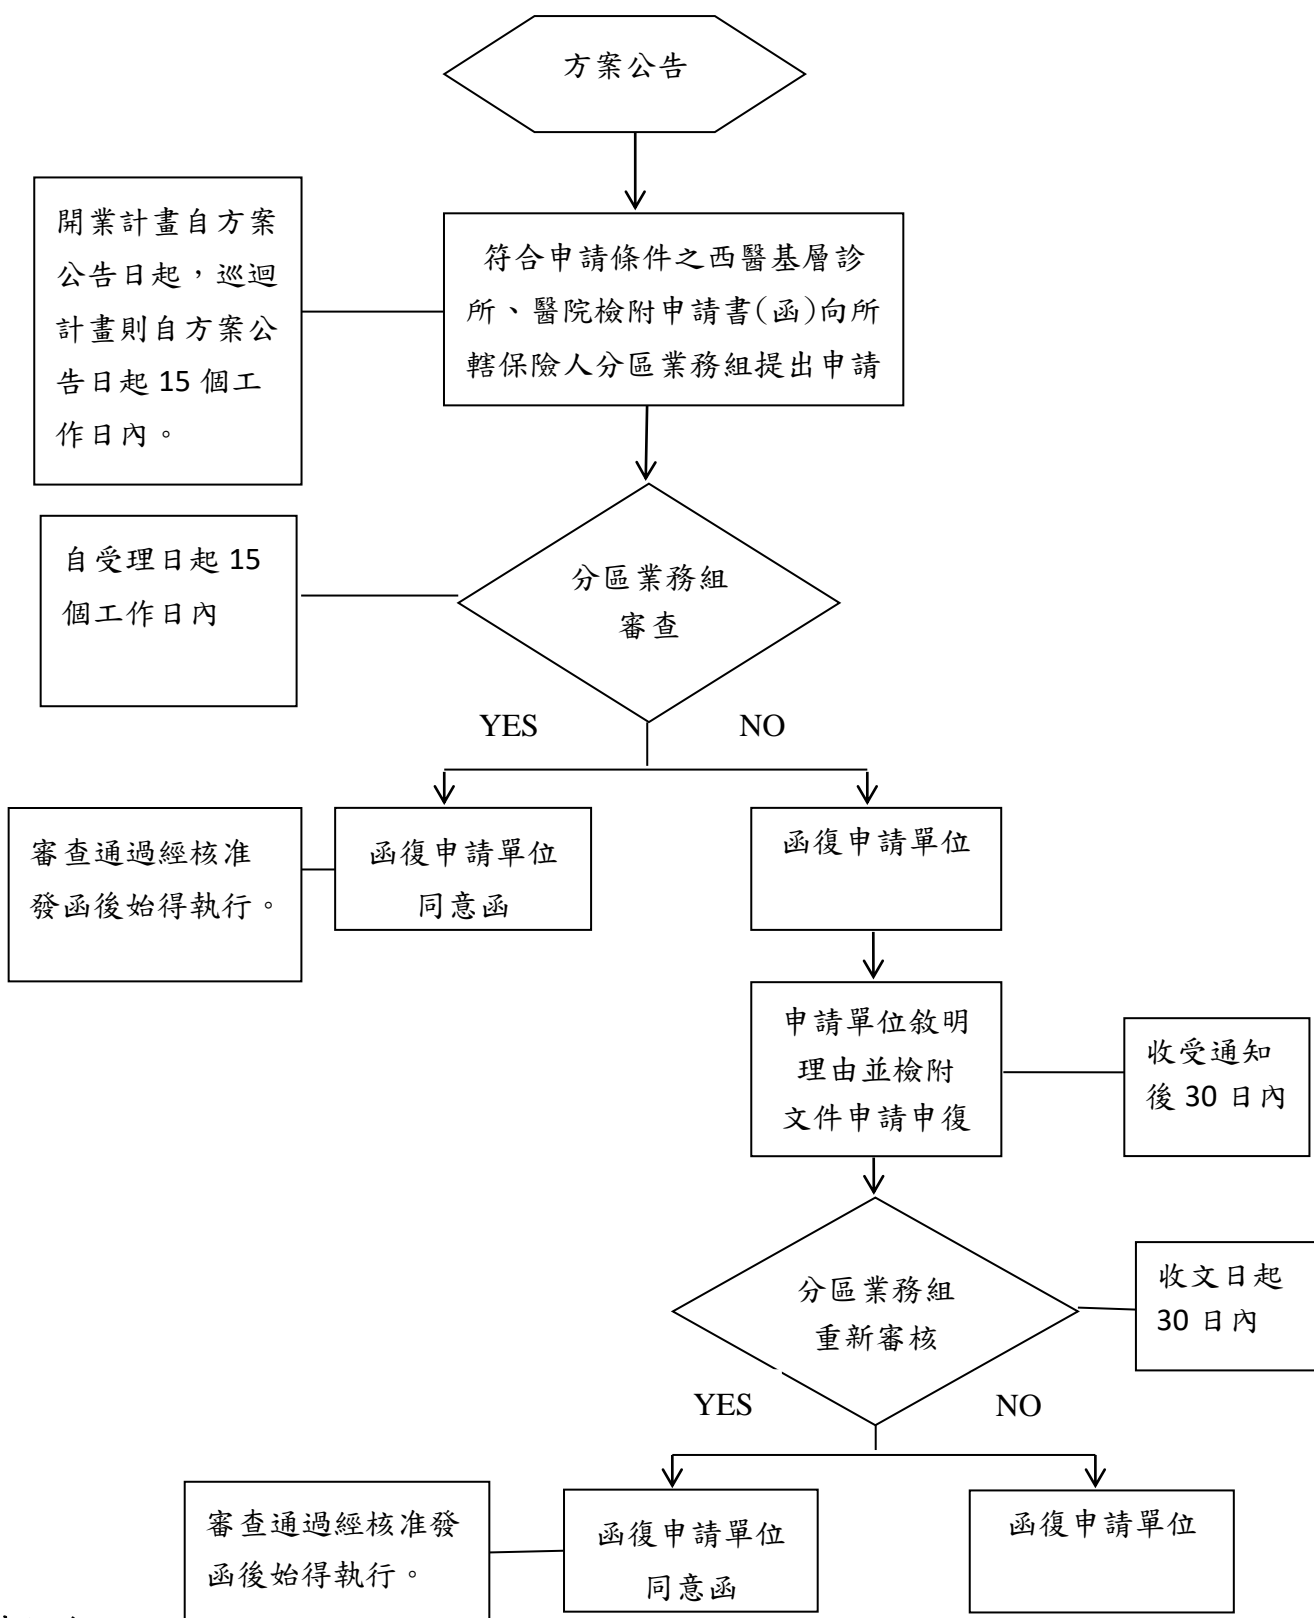 方案公告
開業計畫自方案
公告日起，巡迴
計畫則自方案公
告日起 15 個工
作日內。
符合申請條件之西醫基層診
所、醫院檢附申請書(函)向所
轄保險人分區業務組提出申請
自受理日起 15
個工作日內
分區業務組
審查
YES
NO
審查通過經核准
發函後始得執行。
函復申請單位
同意函
函復申請單位
申請單位敘明
理由並檢附
文件申請申復
收受通知
後 30 日內
分區業務組
重新審核
收文日起
30 日內
YES
NO
審查通過經核准發
函後始得執行。
函復申請單位
同意函
函復申請單位